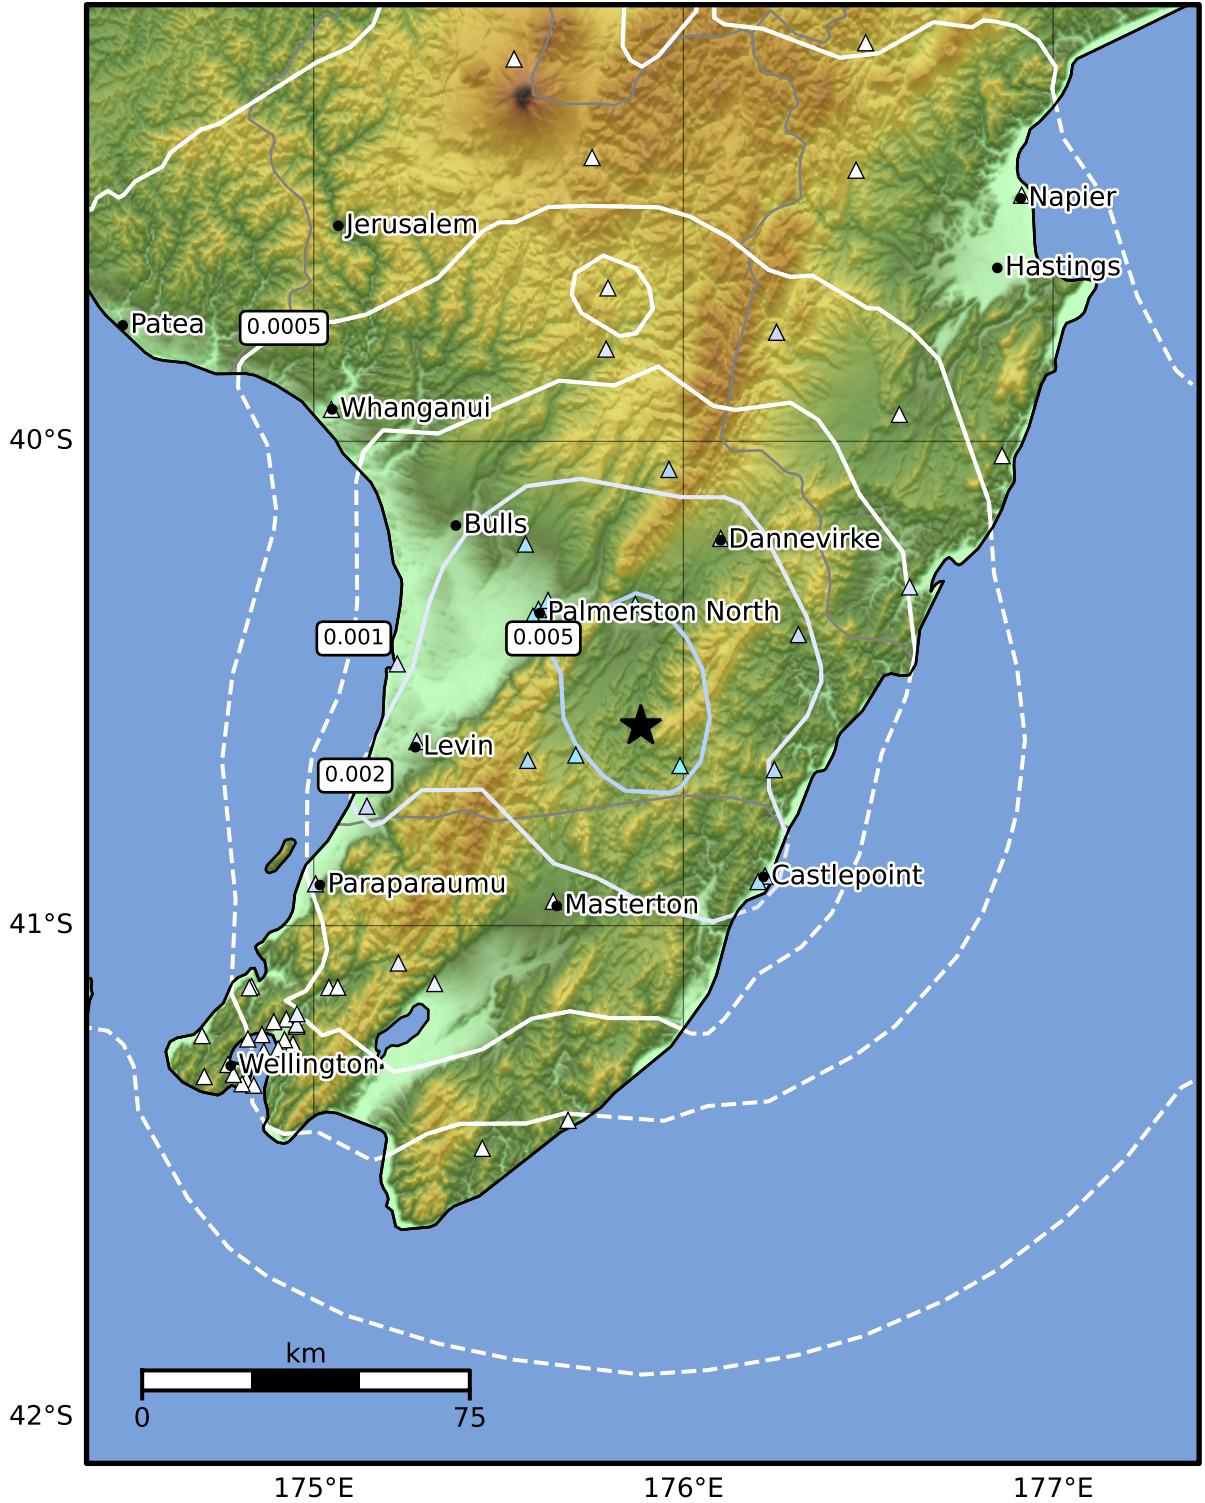 Napier
Jerusalem
Hastings
Patea
0.0005
Whanganui
40°S
Bulls
Dannevirke
Palmerston North
0.001
0.005
Levin
0.002
Castlepoint
Paraparaumu
Masterton
41°S
Wellington
km
0
75
42°S
175°E
176°E
177°E